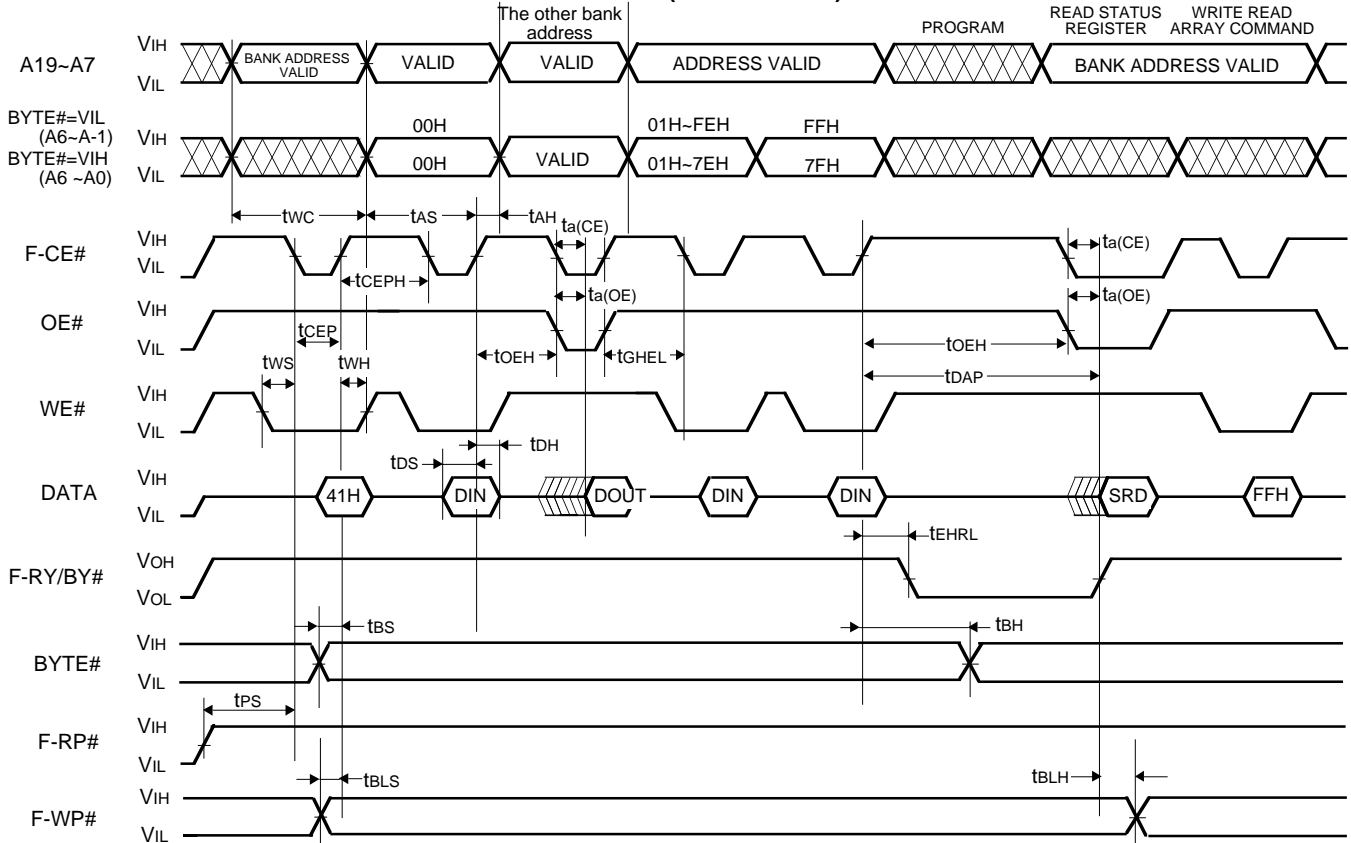 The other bank
address
PROGRAM
READ STATUS
REGISTER
WRITE READ
ARRAY COMMAND
A19~A7
VIH
VIL
BANK ADDRESS
VALID
VALID
VALID
ADDRESS VALID
BANK ADDRESS VALID
BYTE#=VIL
(A6~A-1)
BYTE#=VIH
(A6 ~A0)
VIH
VIL
00H
00H
VALID
01H~FEH
01H~7EH
FFH
7FH
tWC
tAS
tAH
ta(CE)
ta(CE)
F-CE#
VIH
VIL
tCEPH
ta(OE)
ta(OE)
OE#
VIH
VIL
tCEP
tOEH
tGHEL
tOEH
tWS
tWH
tDAP
WE#
VIH
VIL
tDS
tDH
DATA
VIH
VIL
41H
DIN
DOUT
DIN
DIN
SRD
FFH
tEHRL
F-RY/BY#
VOH
VOL
tBS
tBH
BYTE#
VIH
VIL
tPS
F-RP#
VIH
VIL
tBLS
tBLH
F-WP#
VIH
VIL